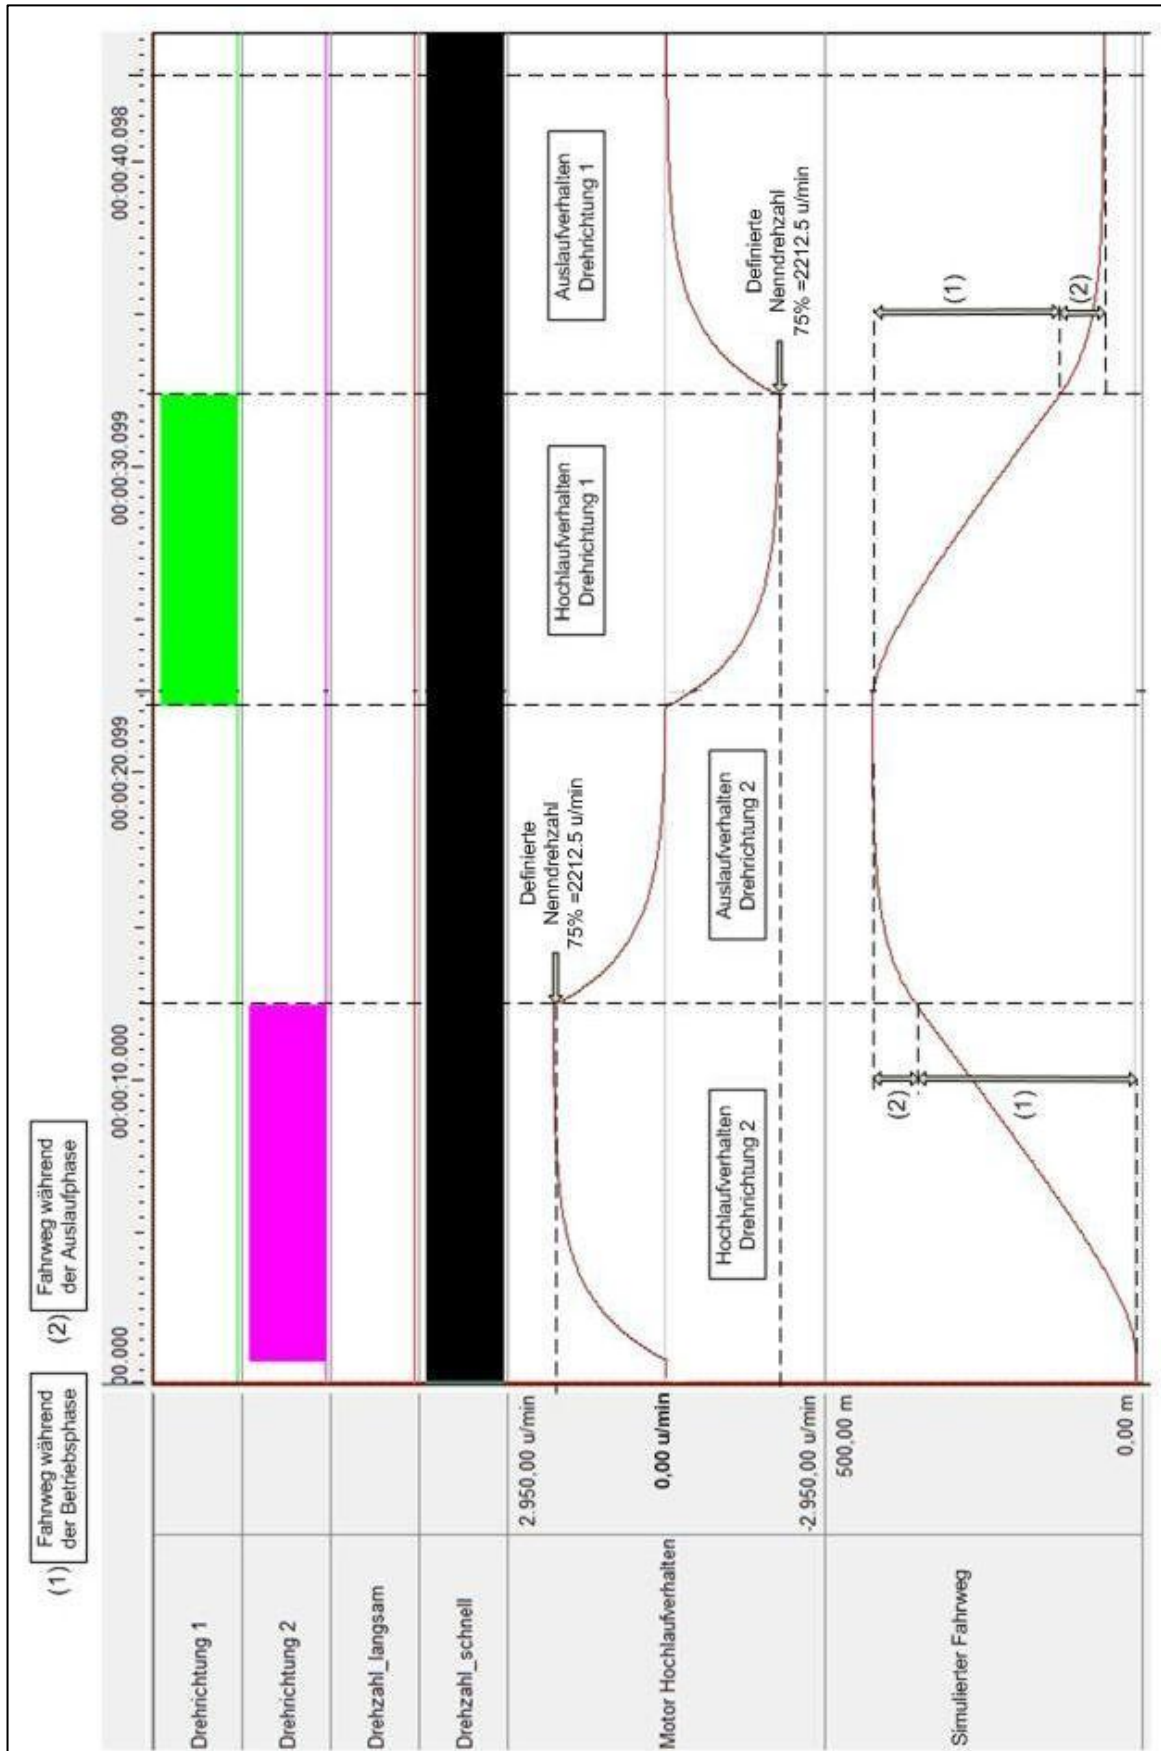 (1)
Fahrweg während
der Betriebsphase
(2)
Fahrweg während
der Auslaufphase
00.000
00:00:10.000
00:00:20.099
00:00:30.099
00:00:40.098
Drehrichtung 1
Drehrichtung 2
Drehzahl_langsam
Drehzahl_schnell
Motor Hochlaufverhalten
2.950,00 u/min
0,00 u/min
-2.950,00 u/min
Definierte
Nenndrehzahl
75% =2212.5 u/min
Auslaufverhalten
Drehrichtung 1
Hochlaufverhalten
Drehrichtung 1
Definierte
Nenndrehzahl
75% =2212.5 u/min
Hochlaufverhalten
Drehrichtung 2
Auslaufverhalten
Drehrichtung 2
Simulierter Fahrweg
500,00 m
0,00 m
(2)
(1)
(1)
(2)